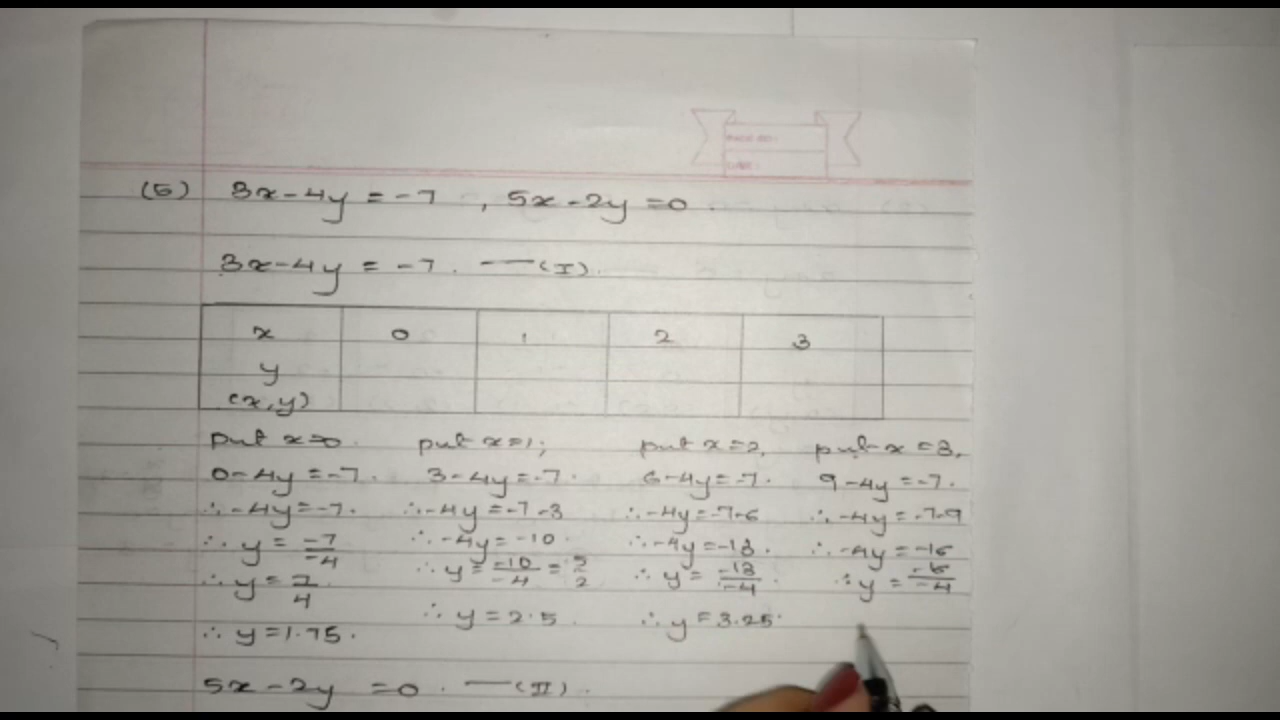 (5) 3x-4y = -7 , 5x-2y =0.
3x-4y = -7. —(I).
x 0 1 2 3
y
(x,y)
put x=0. put x=1; put x=2, put x=3,
0-4y=-7. 3-4y=-7. 6-4y=-7. 9-4y=-7.
∴-4y=-7. ∴-4y=-7-3 ∴-4y=-7-6 ∴-4y=-7-9
∴ y = -7/-4 ∴-4y=-10. ∴-4y=-13. ∴-4y=-16
∴ y = 7/4 ∴ y = -10/-4 = 5/2 ∴ y = -13/-4. ∴ y = -16/-4
∴ y = 2.5 ∴ y = 3.25.
∴ y=1.75.
5x-2y =0. —(II).